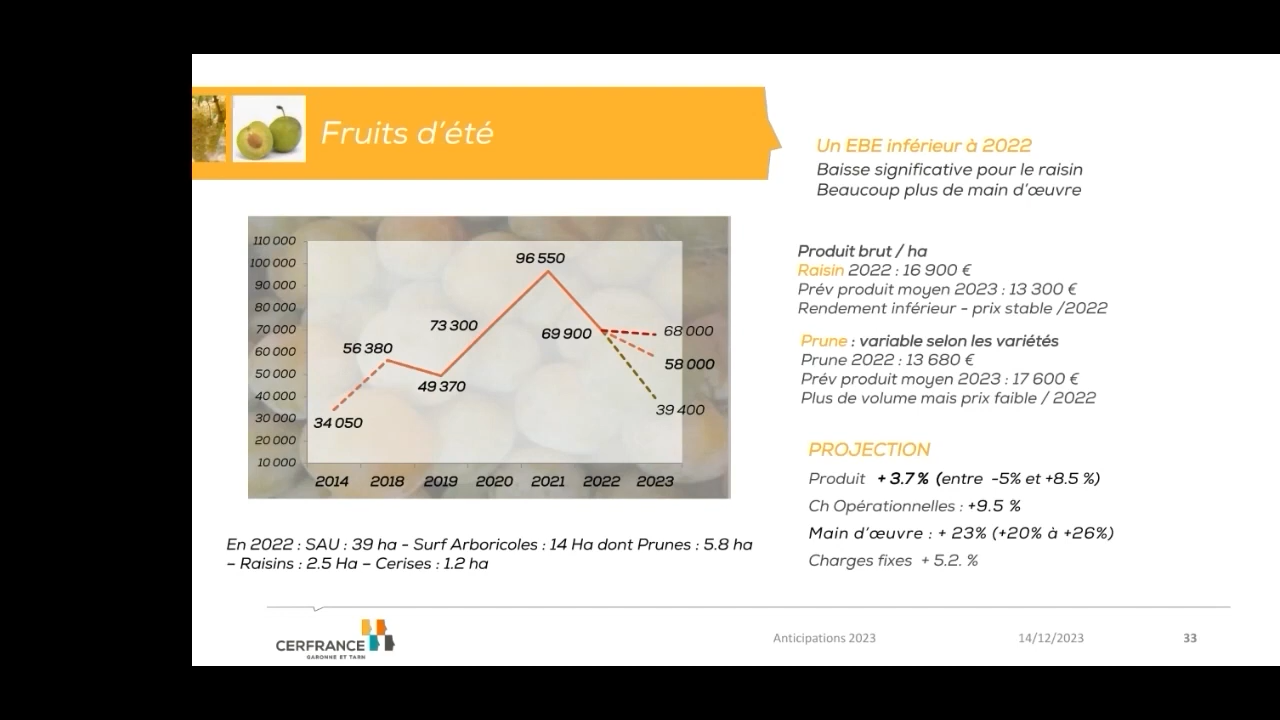 Fruits d'été
Un EBE inférieur à 2022
Baisse significative pour le raisin
Beaucoup plus de main d'œuvre
110 000
100 000
90 000
80 000
70 000
60 000
50 000
40 000
30 000
20 000
10 000
34 050
56 380
49 370
73 300
96 550
69 900
68 000
58 000
39 400
2014 2018 2019 2020 2021 2022 2023
Produit brut / ha
Raisin 2022 : 16 900 €
Prév produit moyen 2023 : 13 300 €
Rendement inférieur - prix stable /2022
Prune : variable selon les variétés
Prune 2022 : 13 680 €
Prév produit moyen 2023 : 17 600 €
Plus de volume mais prix faible / 2022
PROJECTION
Produit + 3.7 % (entre -5% et +8.5 %)
Ch Opérationnelles : +9.5 %
Main d'œuvre : + 23% (+20% à +26%)
Charges fixes + 5.2. %
En 2022 : SAU : 39 ha - Surf Arboricoles : 14 Ha dont Prunes : 5.8 ha
– Raisins : 2.5 Ha – Cerises : 1.2 ha
CERFRANCE
GARONNE ET TARN
Anticipations 2023 14/12/2023 33